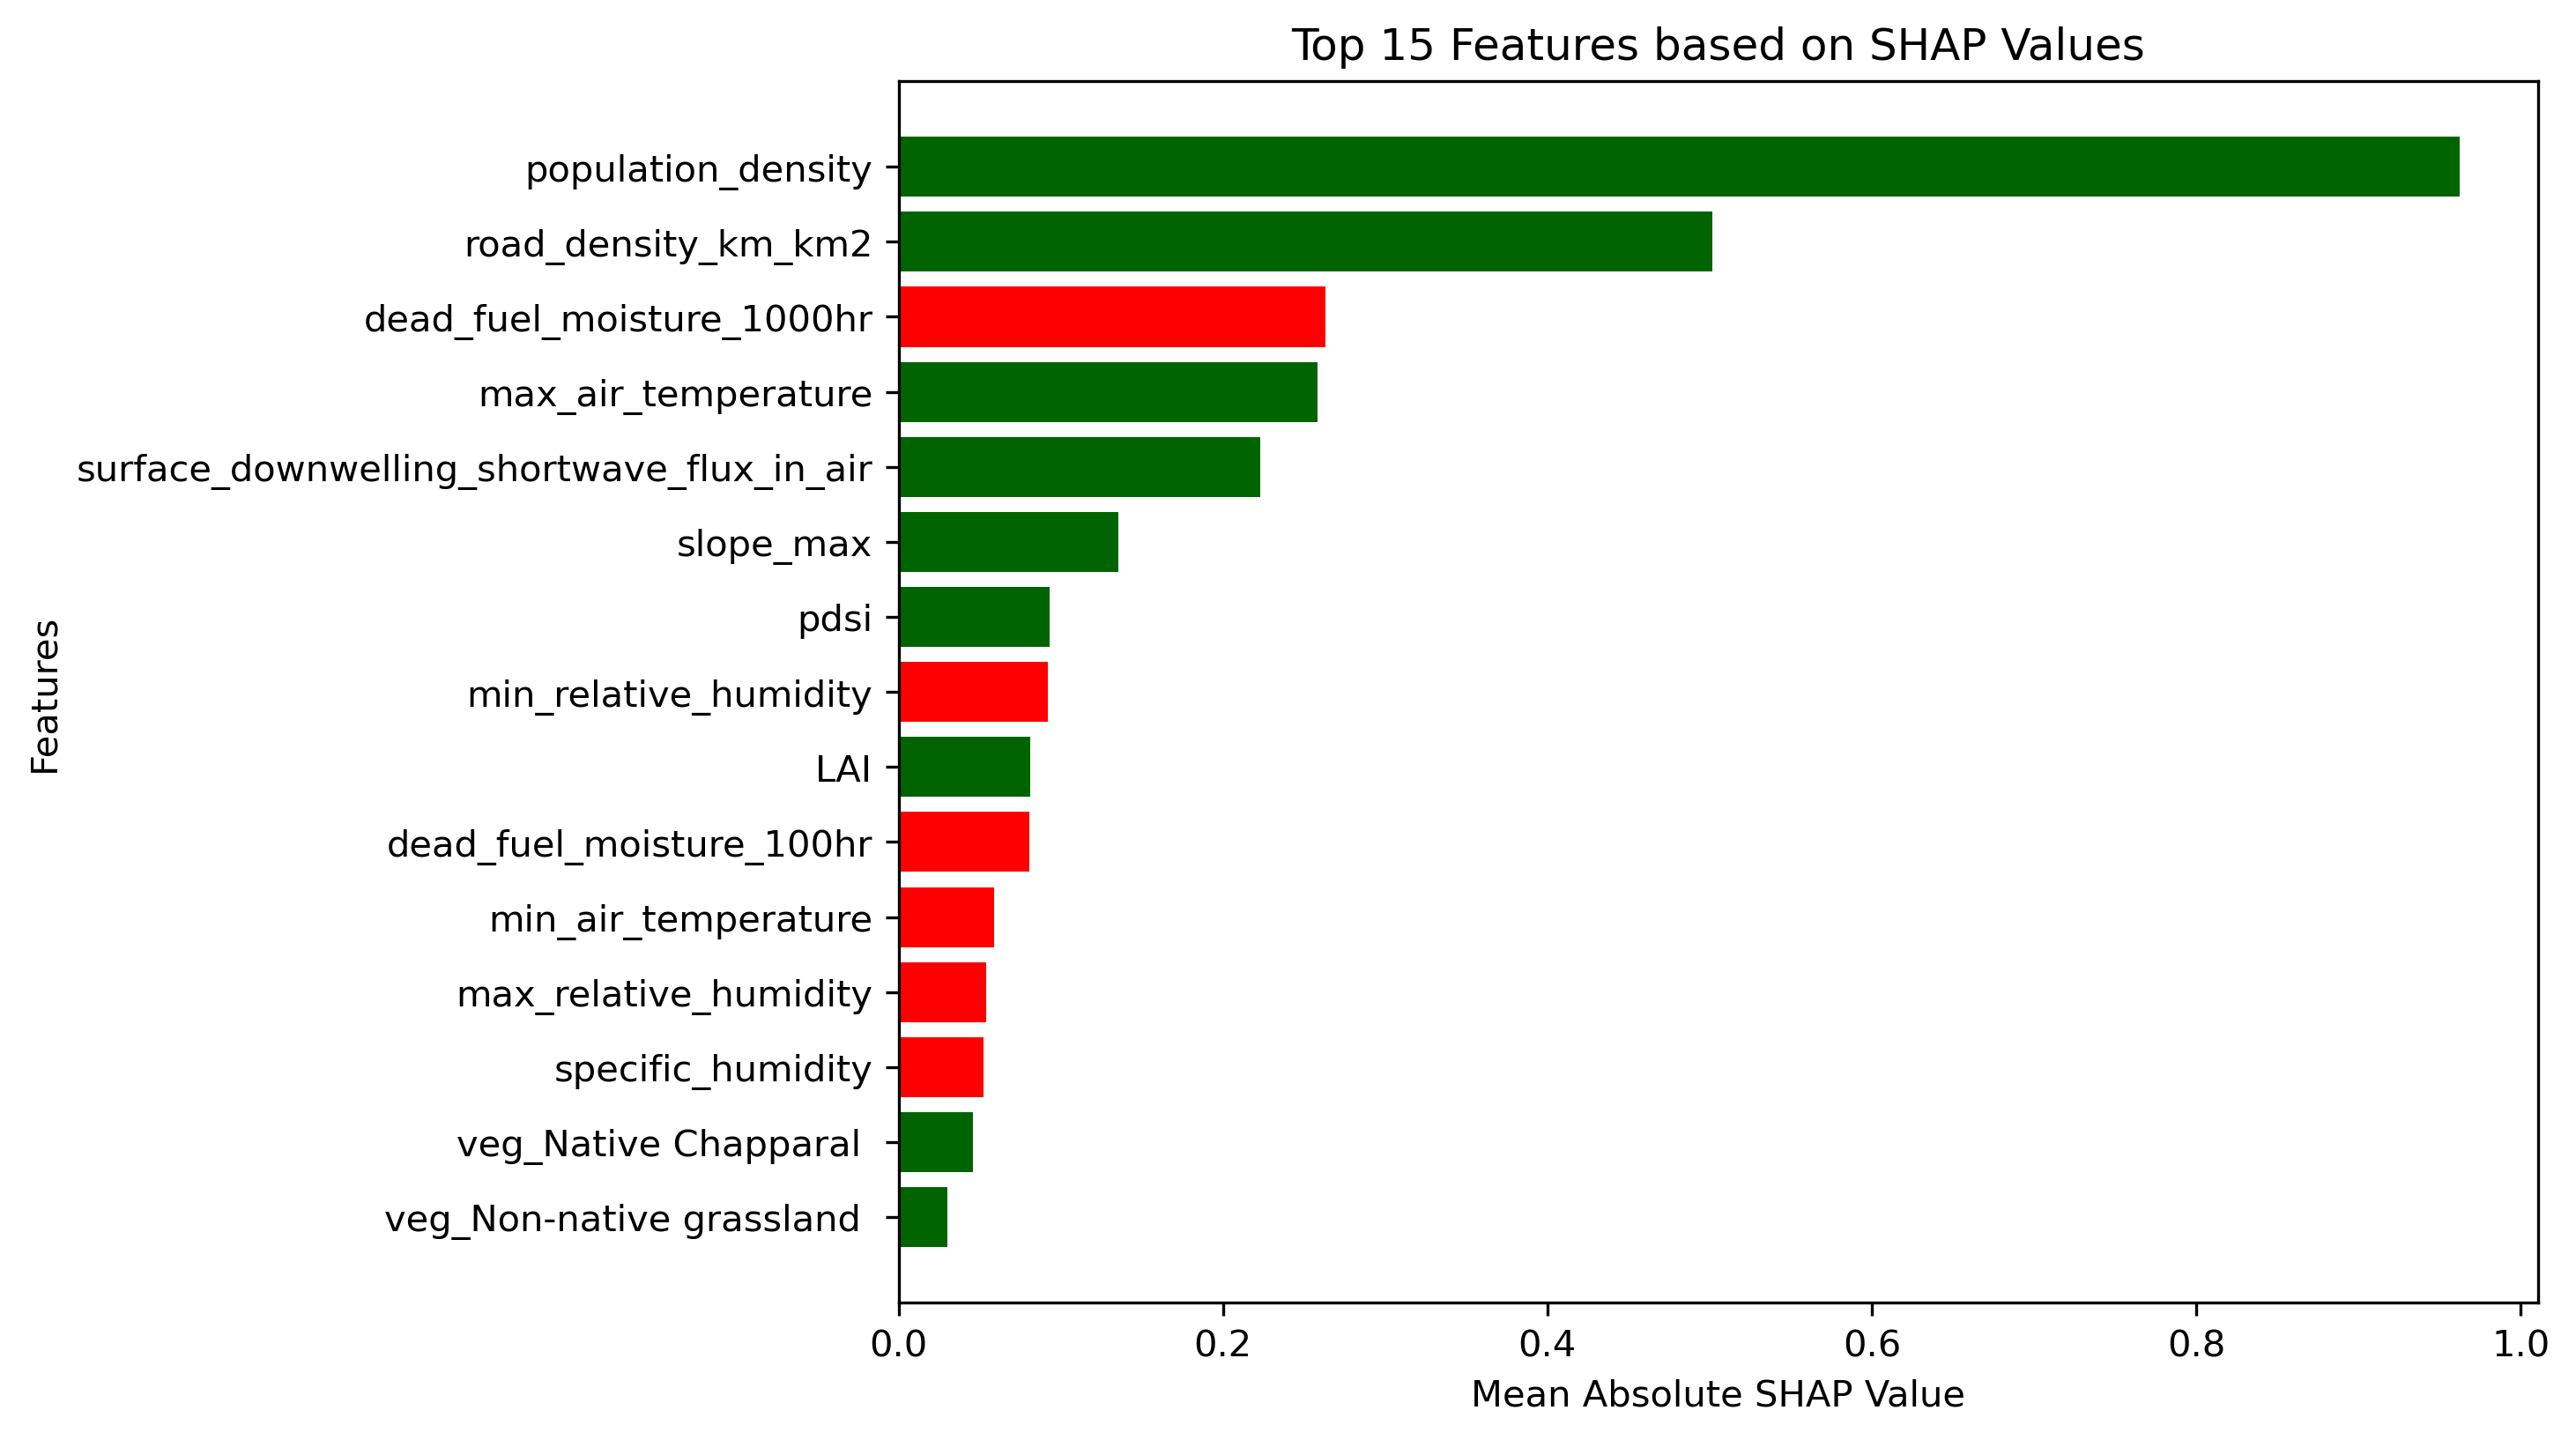 Top 15 Features based on SHAP Values
Features
population_density
road_density_km_km2
dead_fuel_moisture_1000hr
max_air_temperature
surface_downwelling_shortwave_flux_in_air
slope_max
pdsi
min_relative_humidity
LAI
dead_fuel_moisture_100hr
min_air_temperature
max_relative_humidity
specific_humidity
veg_Native Chapparal
veg_Non-native grassland
0.0 0.2 0.4 0.6 0.8 1.0
Mean Absolute SHAP Value